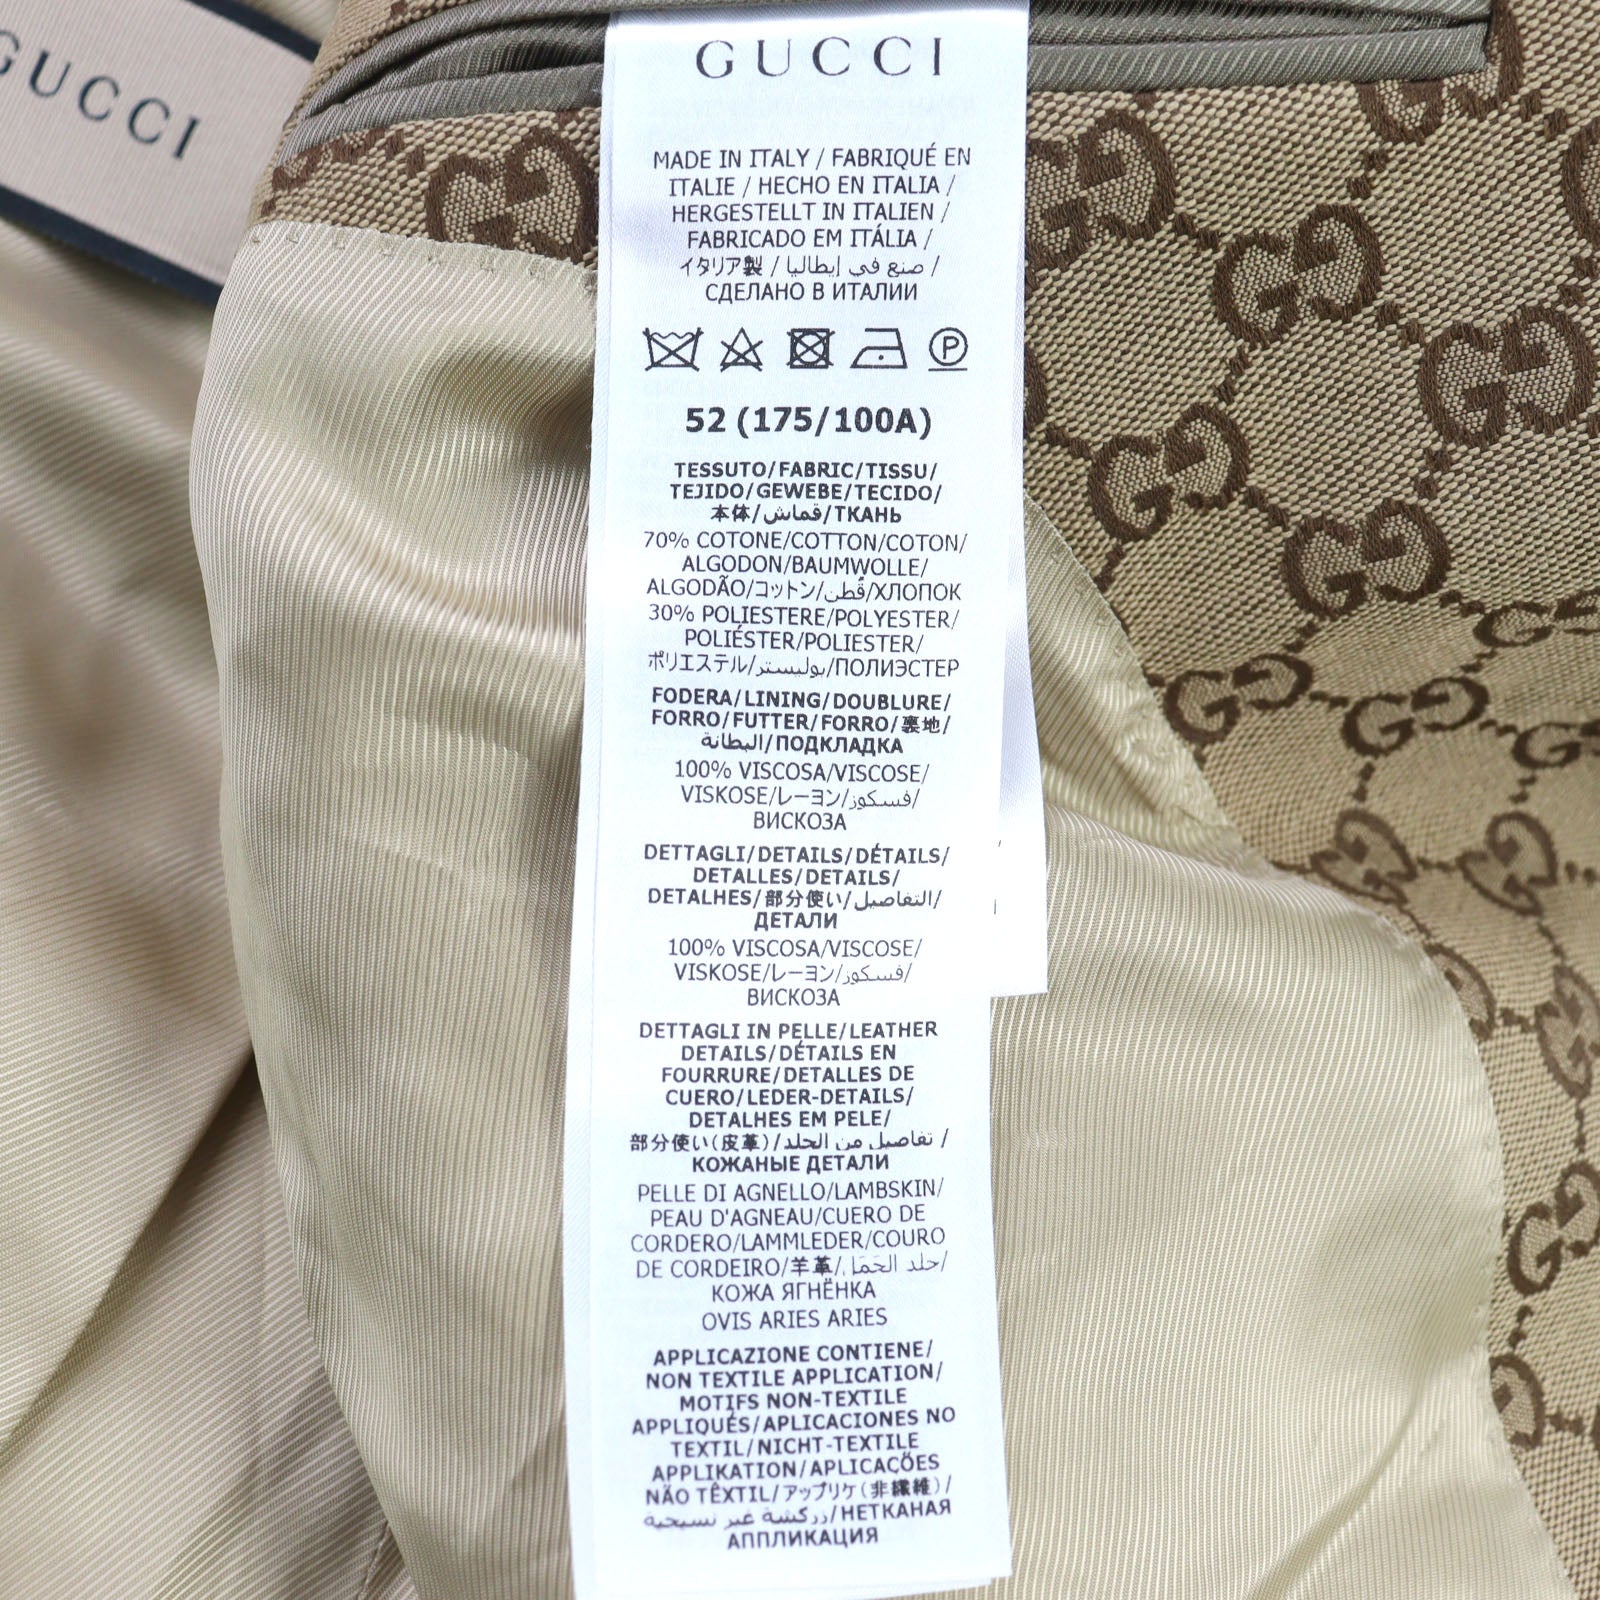 GUCCI
GUCCI
MADE IN ITALY / FABRIQUÉ EN
ITALIE / HECHO EN ITALIA /
HERGESTELLT IN ITALIEN /
FABRICADO EM ITÁLIA /
イタリア製 / صنع في إيطاليا /
СДЕЛАНО В ИТАЛИИ
P
52 (175/100A)
TESSUTO/FABRIC/TISSU/
TEJIDO/GEWEBE/TECIDO/
本体/قماش/ТКАНЬ
70% COTONE/COTTON/COTON/
ALGODON/BAUMWOLLE/
ALGODÃO/コットン/قُطن/ХЛОПОК
30% POLIESTERE/POLYESTER/
POLIÉSTER/POLIESTER/
ポリエステル/بوليستر/ПОЛИЭСТЕР
FODERA/LINING/DOUBLURE/
FORRO/FUTTER/FORRO/裏地/
البطانة/ПОДКЛАДКА
100% VISCOSA/VISCOSE/
VISKOSE/レーヨン/فسكوز/
ВИСКОЗА
DETTAGLI/DETAILS/DÉTAILS/
DETALLES/DETAILS/
DETALHES/部分使い/التفاصيل/
ДЕТАЛИ
100% VISCOSA/VISCOSE/
VISKOSE/レーヨン/فسكوز/
ВИСКОЗА
DETTAGLI IN PELLE/LEATHER
DETAILS/DÉTAILS EN
FOURRURE/DETALLES DE
CUERO/LEDER-DETAILS/
DETALHES EM PELE/
部分使い(皮革)/تفاصيل من الجلد /
КОЖАНЫЕ ДЕТАЛИ
PELLE DI AGNELLO/LAMBSKIN/
PEAU D'AGNEAU/CUERO DE
CORDERO/LAMMLEDER/COURO
DE CORDEIRO/羊革/جلد الحَمَل/
КОЖА ЯГНЁНКА
OVIS ARIES ARIES
APPLICAZIONE CONTIENE/
NON TEXTILE APPLICATION/
MOTIFS NON-TEXTILE
APPLIQUÉS/APLICACIONES NO
TEXTIL/NICHT-TEXTILE
APPLIKATION/APLICAÇÕES
NÃO TÊXTIL/アップリケ(非繊維)/
زركشة غير نسيجية/НЕТКАНАЯ
АППЛИКАЦИЯ